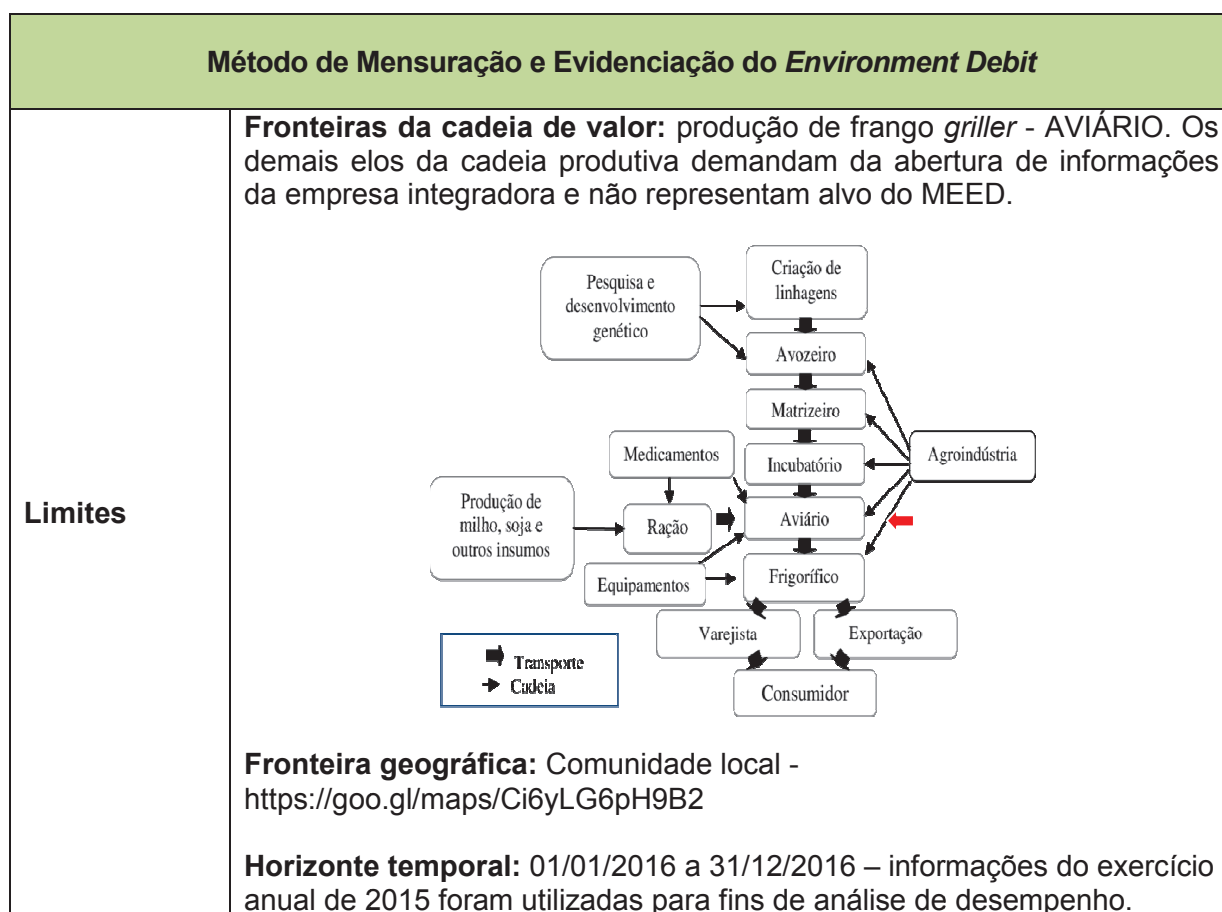 Método de Mensuração e Evidenciação do Environment Debit
Limites
Fronteiras da cadeia de valor: produção de frango griller - AVIÁRIO. Os
demais elos da cadeia produtiva demandam da abertura de informações
da empresa integradora e não representam alvo do MEED.
Pesquisa e
desenvolvimento
genético
Criação de
linhagens
Avozeiro
Matrizeiro
Medicamentos
Incubatório
Agroindústria
Produção de
milho, soja e
outros insumos
Ração
Aviário
Equipamentos
Frigorífico
Varejista
Exportação
Transporte
Cadeia
Consumidor
Fronteira geográfica: Comunidade local -
https://goo.gl/maps/Ci6yLG6pH9B2
Horizonte temporal: 01/01/2016 a 31/12/2016 – informações do exercício
anual de 2015 foram utilizadas para fins de análise de desempenho.